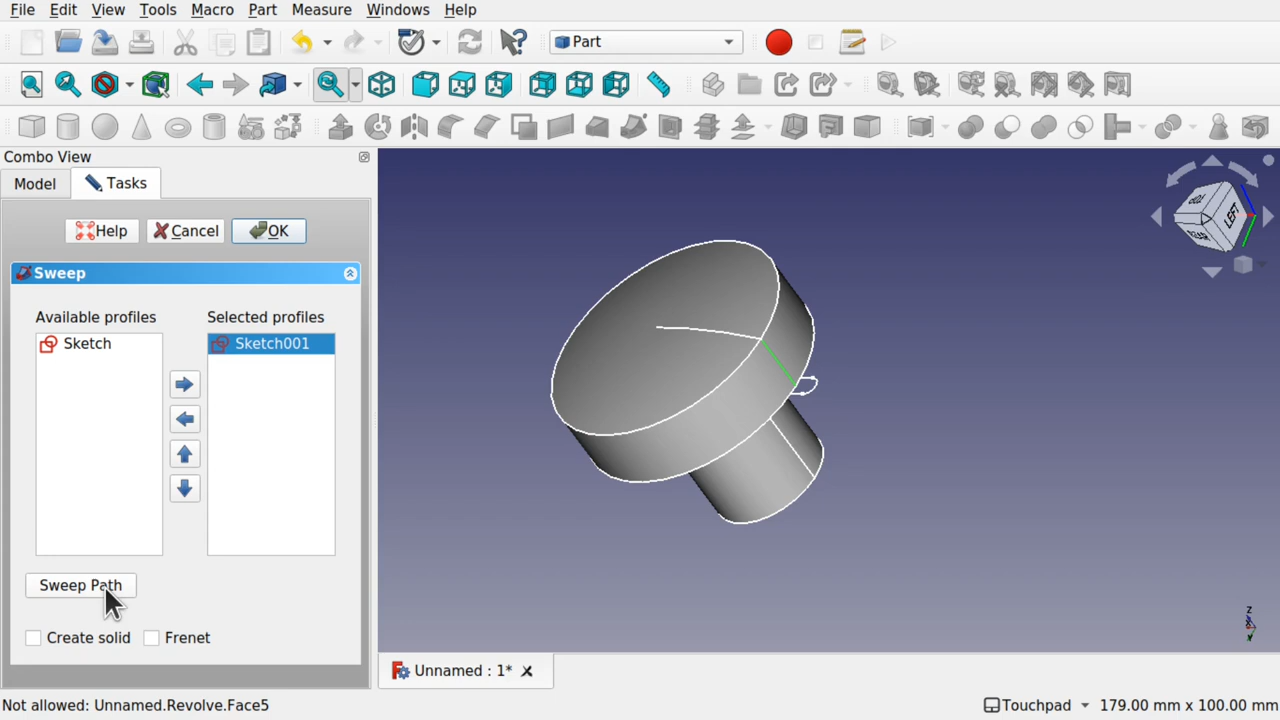 File Edit View Tools Macro Part Measure Windows Help
Part
Combo View
Model Tasks
Help Cancel OK
Sweep
Available profiles Selected profiles
Sketch Sketch001
Sweep Path
Create solid Frenet
Unnamed : 1*
Not allowed: Unnamed.Revolve.Face5 Touchpad 179.00 mm x 100.00 mm